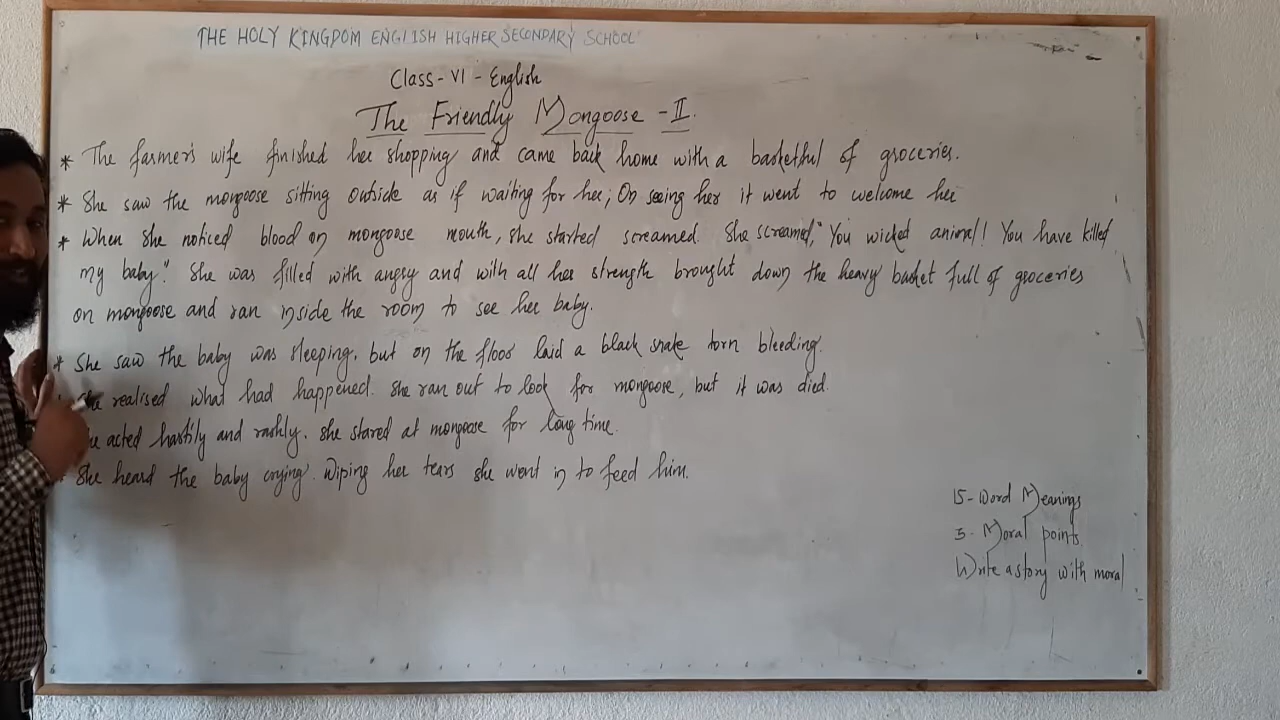 THE HOLY KINGDOM ENGLISH HIGHER SECONDARY SCHOOL
Class-VI-English
The Friendly Mongoose -II.
* The farmer's wife finished her shopping and came back home with a basketful of groceries.
* She saw the mongoose sitting outside as if waiting for her; On seeing her it went to welcome her
* When she noticed blood on mongoose mouth, she started screamed. She screamed, "You wicked animal! You have killed
my baby." She was filled with angry and with all her strength brought down the heavy basket full of groceries
on mongoose and ran inside the room to see her baby.
* She saw the baby was sleeping. but on the floor laid a black snake torn bleeding.
She realised what had happened. she ran out to look for mongoose, but it was died.
acted hastily and rashly. she stared at mongoose for long time.
She heard the baby crying. Wiping her tears she went in to feed him.
15-Word Meanings
5. Moral points
Write a story with moral